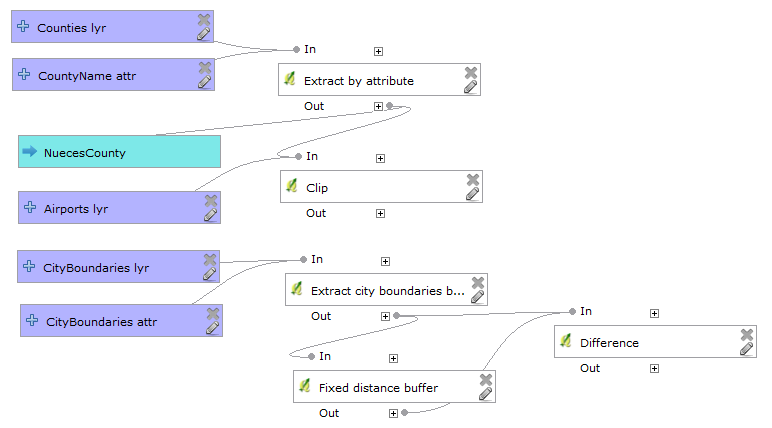 Counties lyr
In
CountyName attr
Extract by attribute
Out
NuecesCounty
In
Clip
Airports lyr
Out
CityBoundaries lyr
In
Extract city boundaries b...
CityBoundaries attr
Out
In
Difference
In
Out
Fixed distance buffer
Out